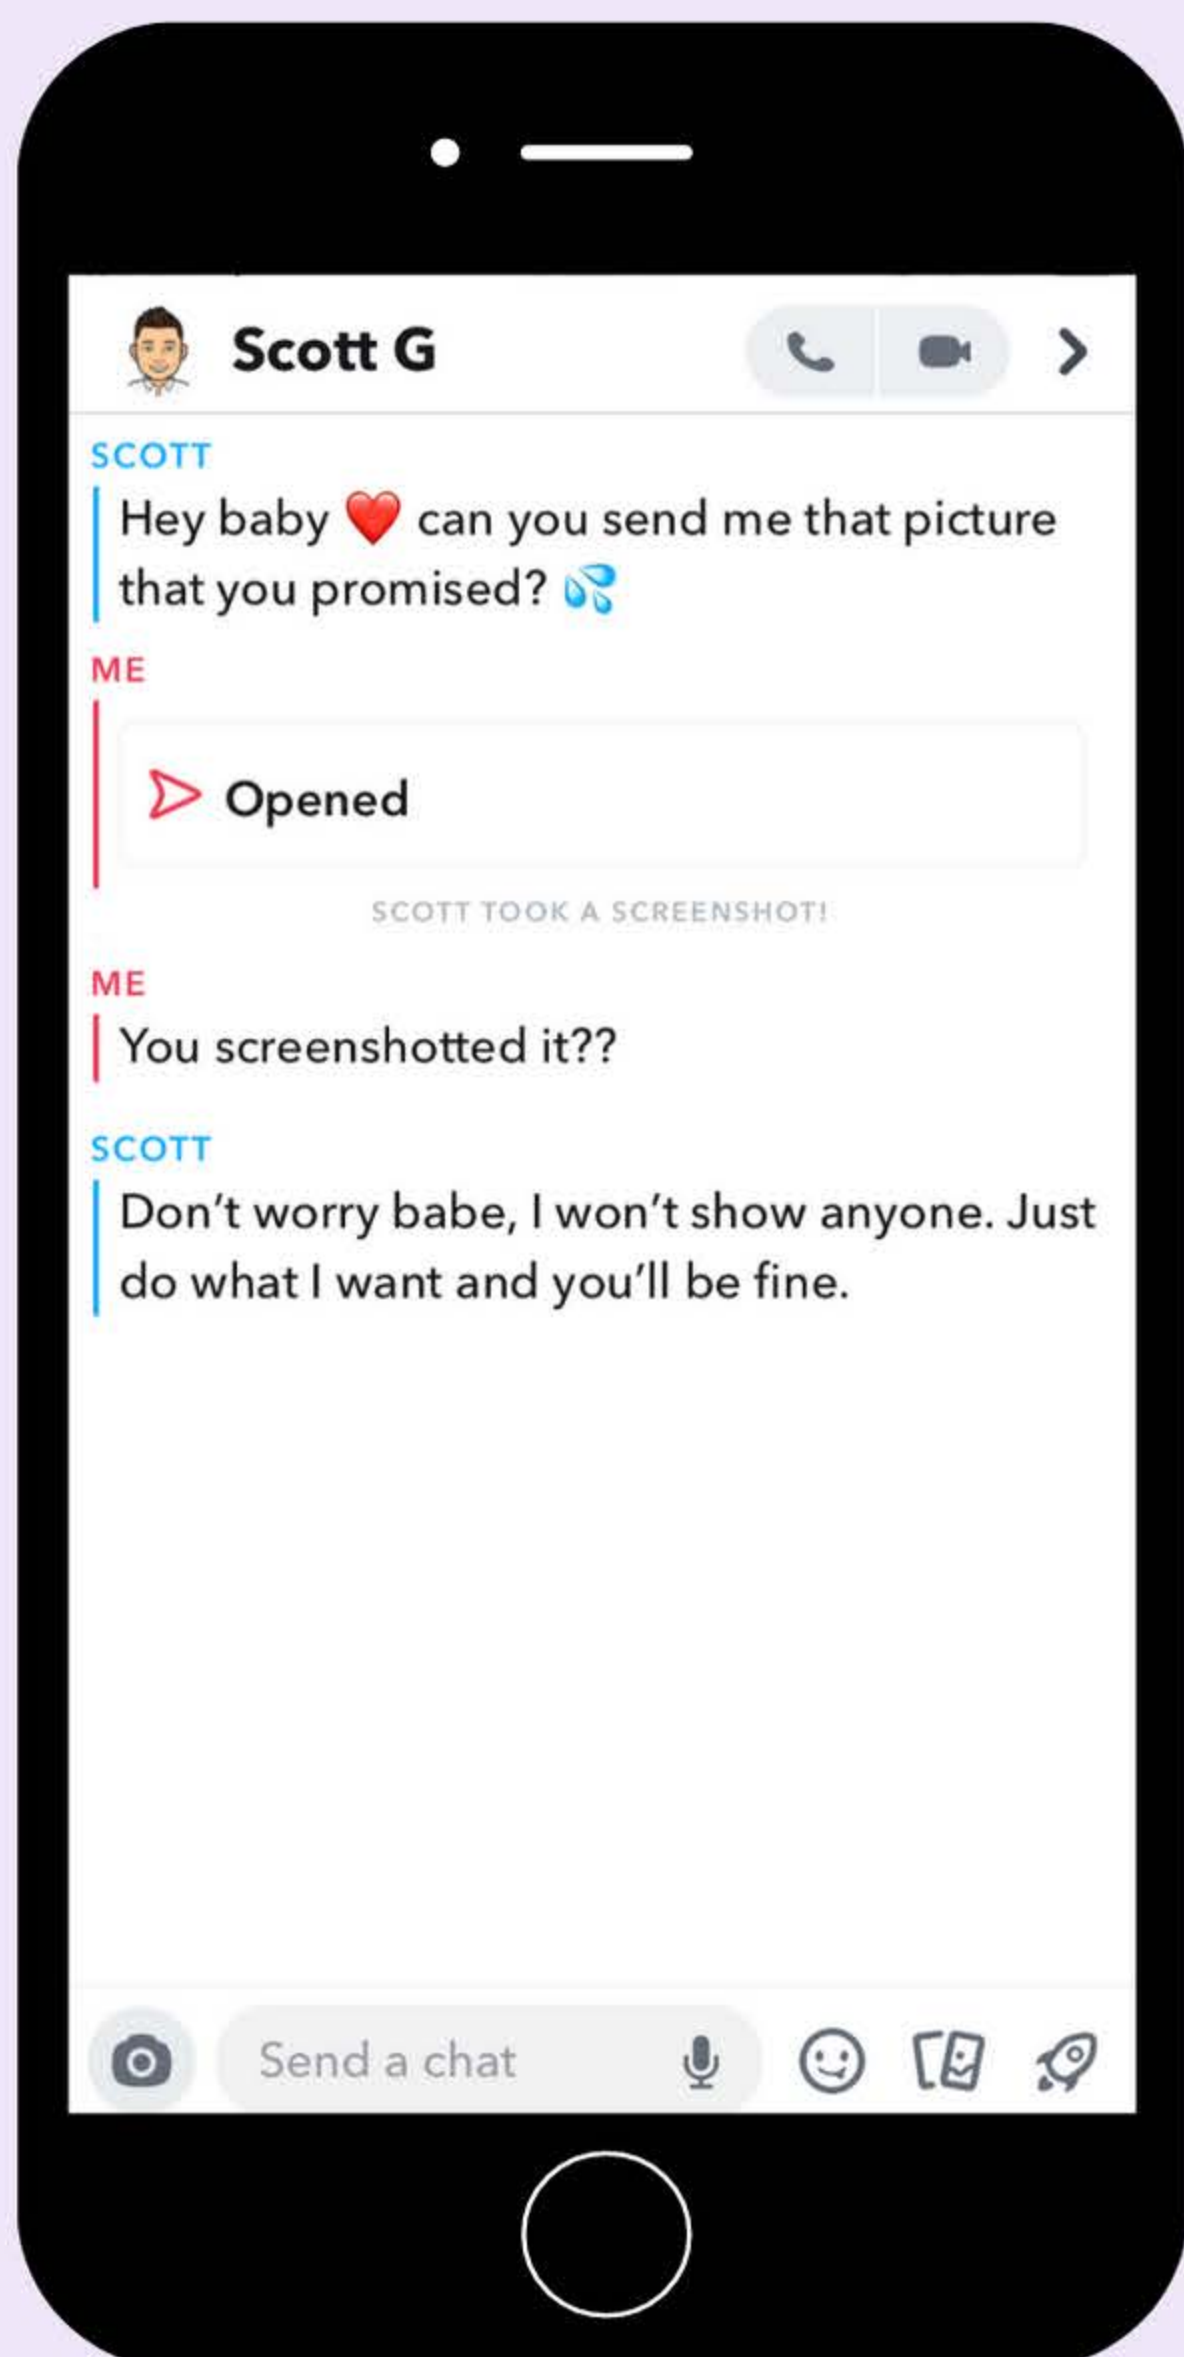 Scott G
SCOTT
Hey baby ❤️ can you send me that picture
that you promised? 💦
ME
Opened
SCOTT TOOK A SCREENSHOT!
ME
You screenshotted it??
SCOTT
Don't worry babe, I won't show anyone. Just
do what I want and you'll be fine.
Send a chat